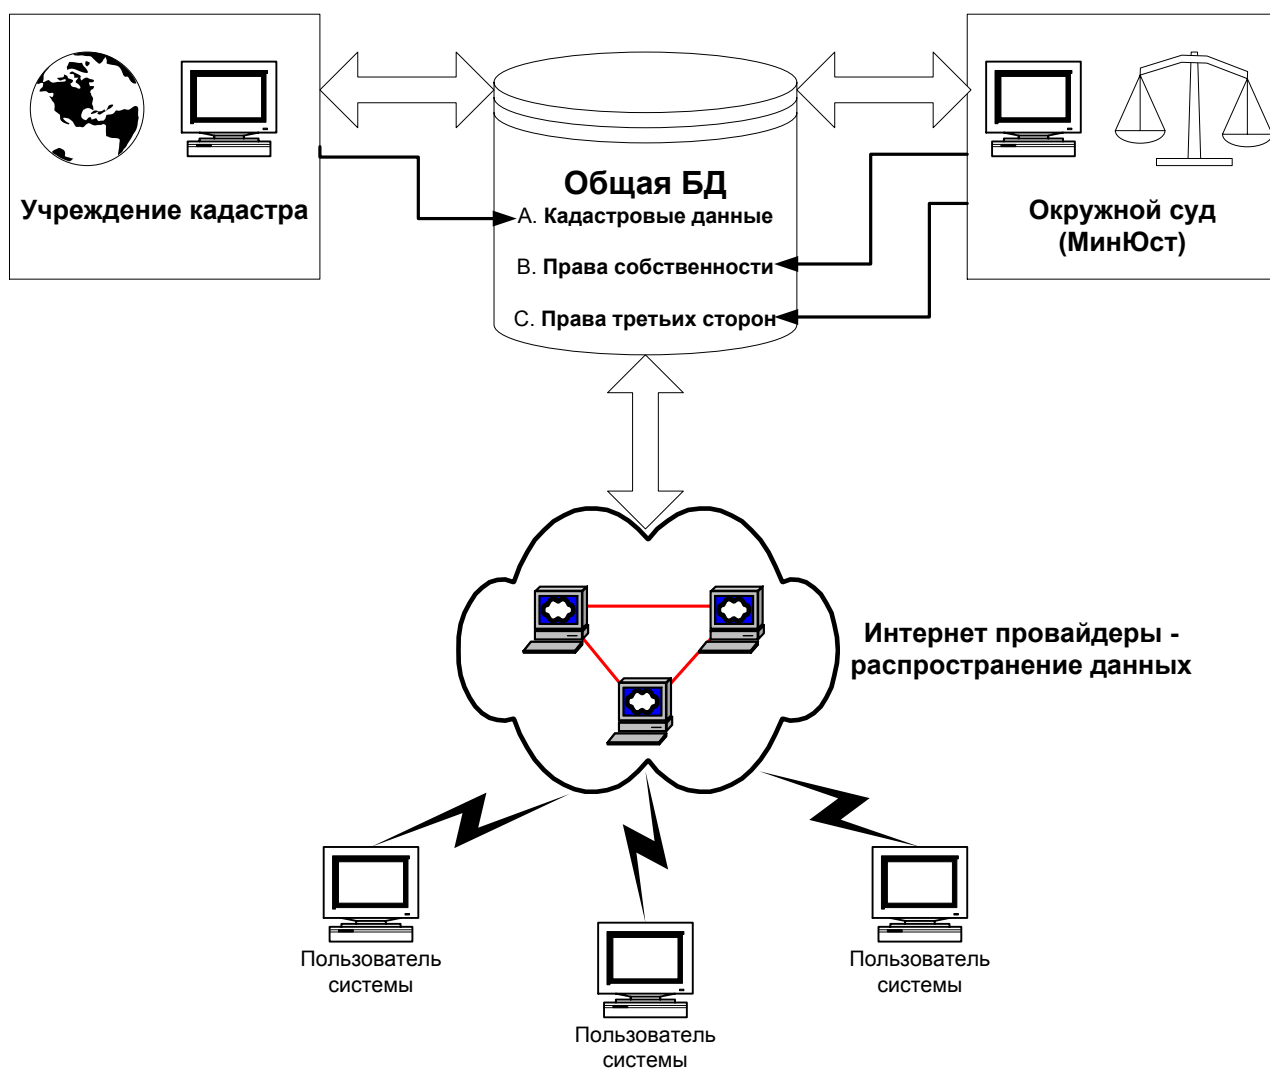 Учреждение кадастра
Общая БД
A. Кадастровые данные
B. Права собственности
C. Права третьих сторон
Окружной суд
(МинЮст)
Интернет провайдеры -
распространение данных
Пользователь
системы
Пользователь
системы
Пользователь
системы